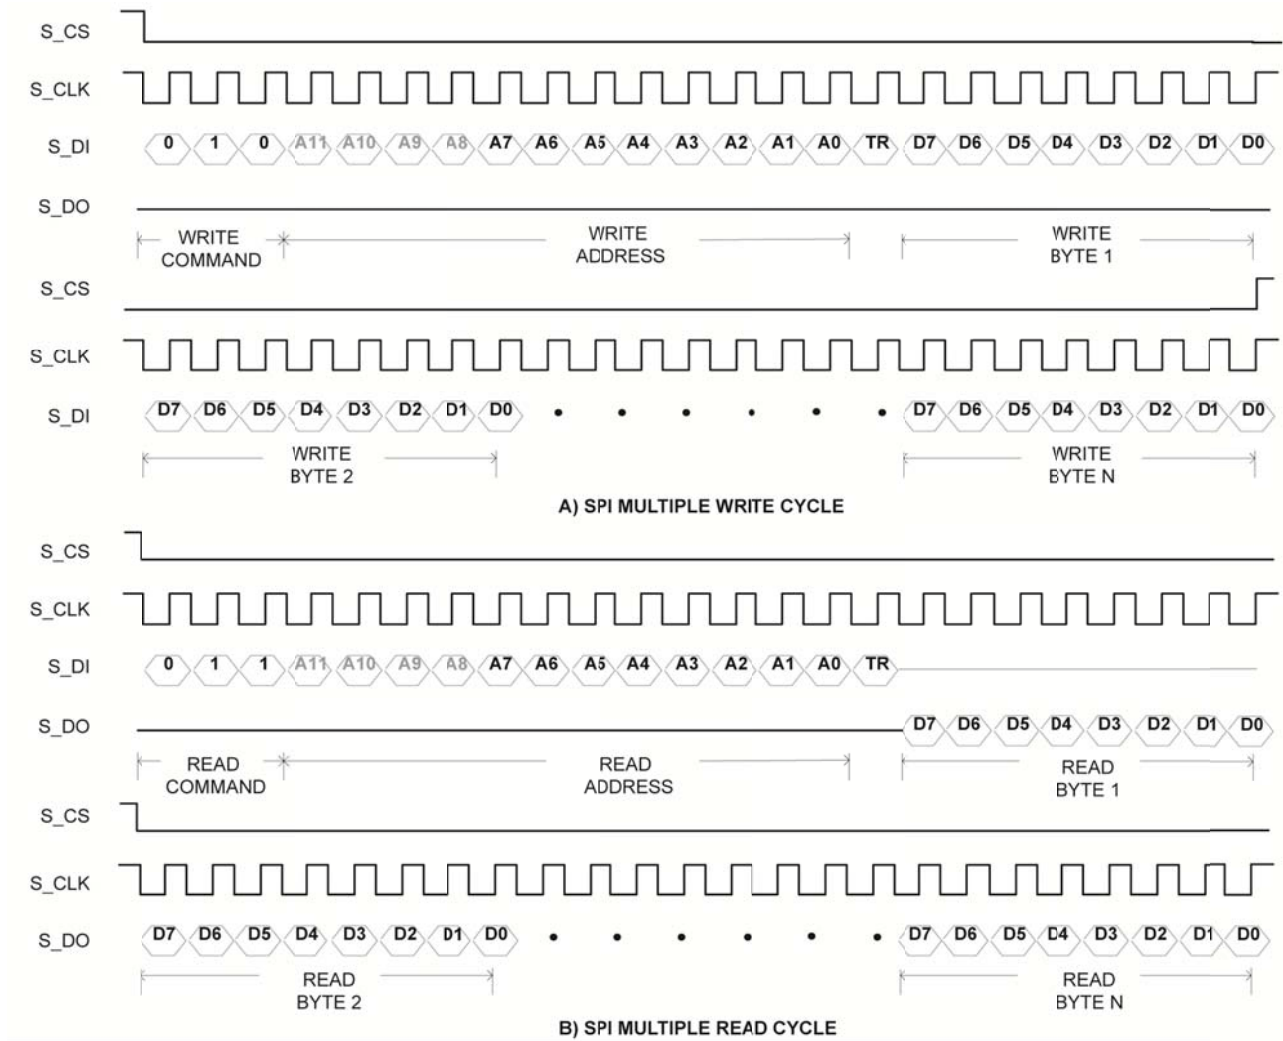 S_CS
S_CLK
S_DI 0 1 0 A11 A10 A9 A8 A7 A6 A5 A4 A3 A2 A1 A0 TR D7 D6 D5 D4 D3 D2 D1 D0
S_DO
WRITE COMMAND
WRITE ADDRESS
WRITE BYTE 1
S_CS
S_CLK
S_DI D7 D6 D5 D4 D3 D2 D1 D0 • • • • • • D7 D6 D5 D4 D3 D2 D1 D0
WRITE BYTE 2
WRITE BYTE N
A) SPI MULTIPLE WRITE CYCLE
S_CS
S_CLK
S_DI 0 1 1 A11 A10 A9 A8 A7 A6 A5 A4 A3 A2 A1 A0 TR
S_DO D7 D6 D5 D4 D3 D2 D1 D0
READ COMMAND
READ ADDRESS
READ BYTE 1
S_CS
S_CLK
S_DO D7 D6 D5 D4 D3 D2 D1 D0 • • • • • • D7 D6 D5 D4 D3 D2 D1 D0
READ BYTE 2
READ BYTE N
B) SPI MULTIPLE READ CYCLE